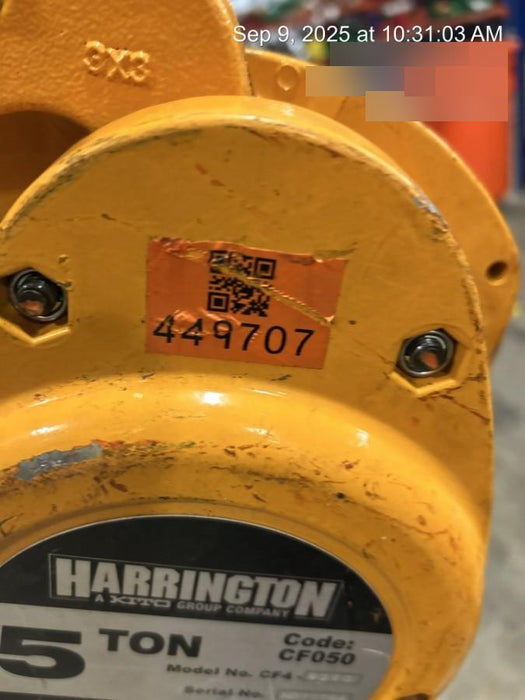 Sep 9, 2025 at 10:31:03 AM
3X3
449707
HARRINGTON
A KITO GROUP COMPANY
5 TON
Code:
CF050
Model No. CF4-
Serial No.